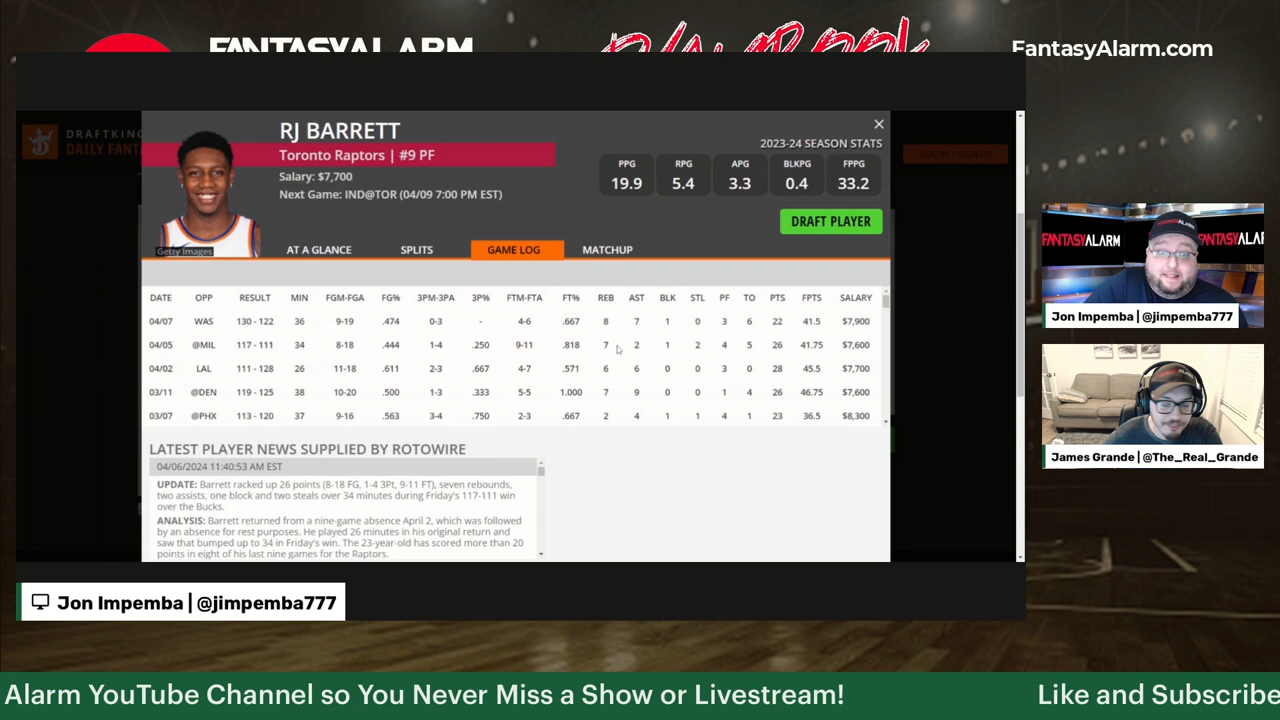 FANTASYALARM
PLAYBOOK
FantasyAlarm.com
RJ BARRETT
Toronto Raptors | #9 PF
Salary: $7,700
Next Game: IND@TOR (04/09 7:00 PM EST)
2023-24 SEASON STATS
PPG RPG APG BLKPG FPPG
19.9 5.4 3.3 0.4 33.2
DRAFT PLAYER
Getty Images
AT A GLANCE SPLITS GAME LOG MATCHUP
DATE OPP RESULT MIN FGM-FGA FG% 3PM-3PA 3P% FTM-FTA FT% REB AST BLK STL PF TO PTS FPTS SALARY
04/07 WAS 130 - 122 36 9-19 .474 0-3 - 4-6 .667 8 7 1 0 3 6 22 41.5 $7,900
04/05 @MIL 117 - 111 34 8-18 .444 1-4 .250 9-11 .818 7 2 1 2 4 5 26 41.75 $7,600
04/02 LAL 111 - 128 26 11-18 .611 2-3 .667 4-7 .571 6 6 0 0 3 0 28 45.5 $7,700
03/11 @DEN 119 - 125 38 10-20 .500 1-3 .333 5-5 1.000 7 9 0 0 1 4 26 46.75 $7,600
03/07 @PHX 113 - 120 37 9-16 .563 3-4 .750 2-3 .667 2 4 1 1 4 1 23 36.5 $8,300
LATEST PLAYER NEWS SUPPLIED BY ROTOWIRE
04/06/2024 11:40:53 AM EST
UPDATE: Barrett racked up 26 points (8-18 FG, 1-4 3Pt, 9-11 FT), seven rebounds,
two assists, one block and two steals over 34 minutes during Friday's 117-111 win
over the Bucks.
ANALYSIS: Barrett returned from a nine-game absence April 2, which was followed
by an absence for rest purposes. He played 26 minutes in his original return and
saw that bumped up to 34 in Friday's win. The 23-year-old has scored more than 20
points in eight of his last nine games for the Raptors.
DRAFTKIN
DAILY FANT
LOG IN | SIGN UP
FANTASYALARM
FANTASYALA
Jon Impemba | @jimpemba777
James Grande | @The_Real_Grande
Jon Impemba | @jimpemba777
Alarm YouTube Channel so You Never Miss a Show or Livestream! Like and Subscribe